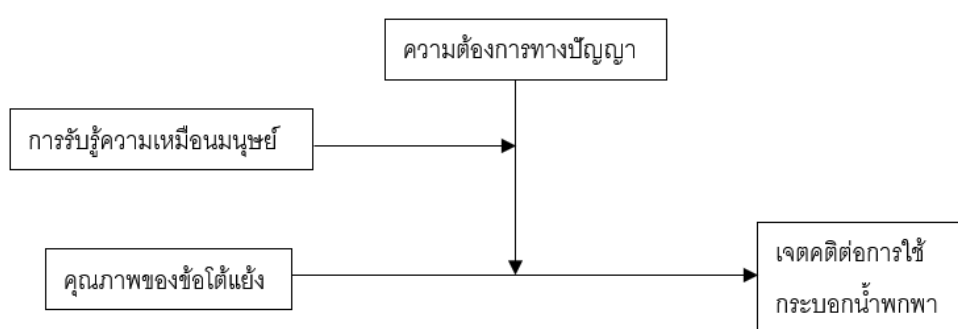 ความต้องการทางปัญญา
การรับรู้ความเหมือนมนุษย์
คุณภาพของข้อโต้แย้ง
เจตคติต่อการใช้
กระบอกน้ำพกพา